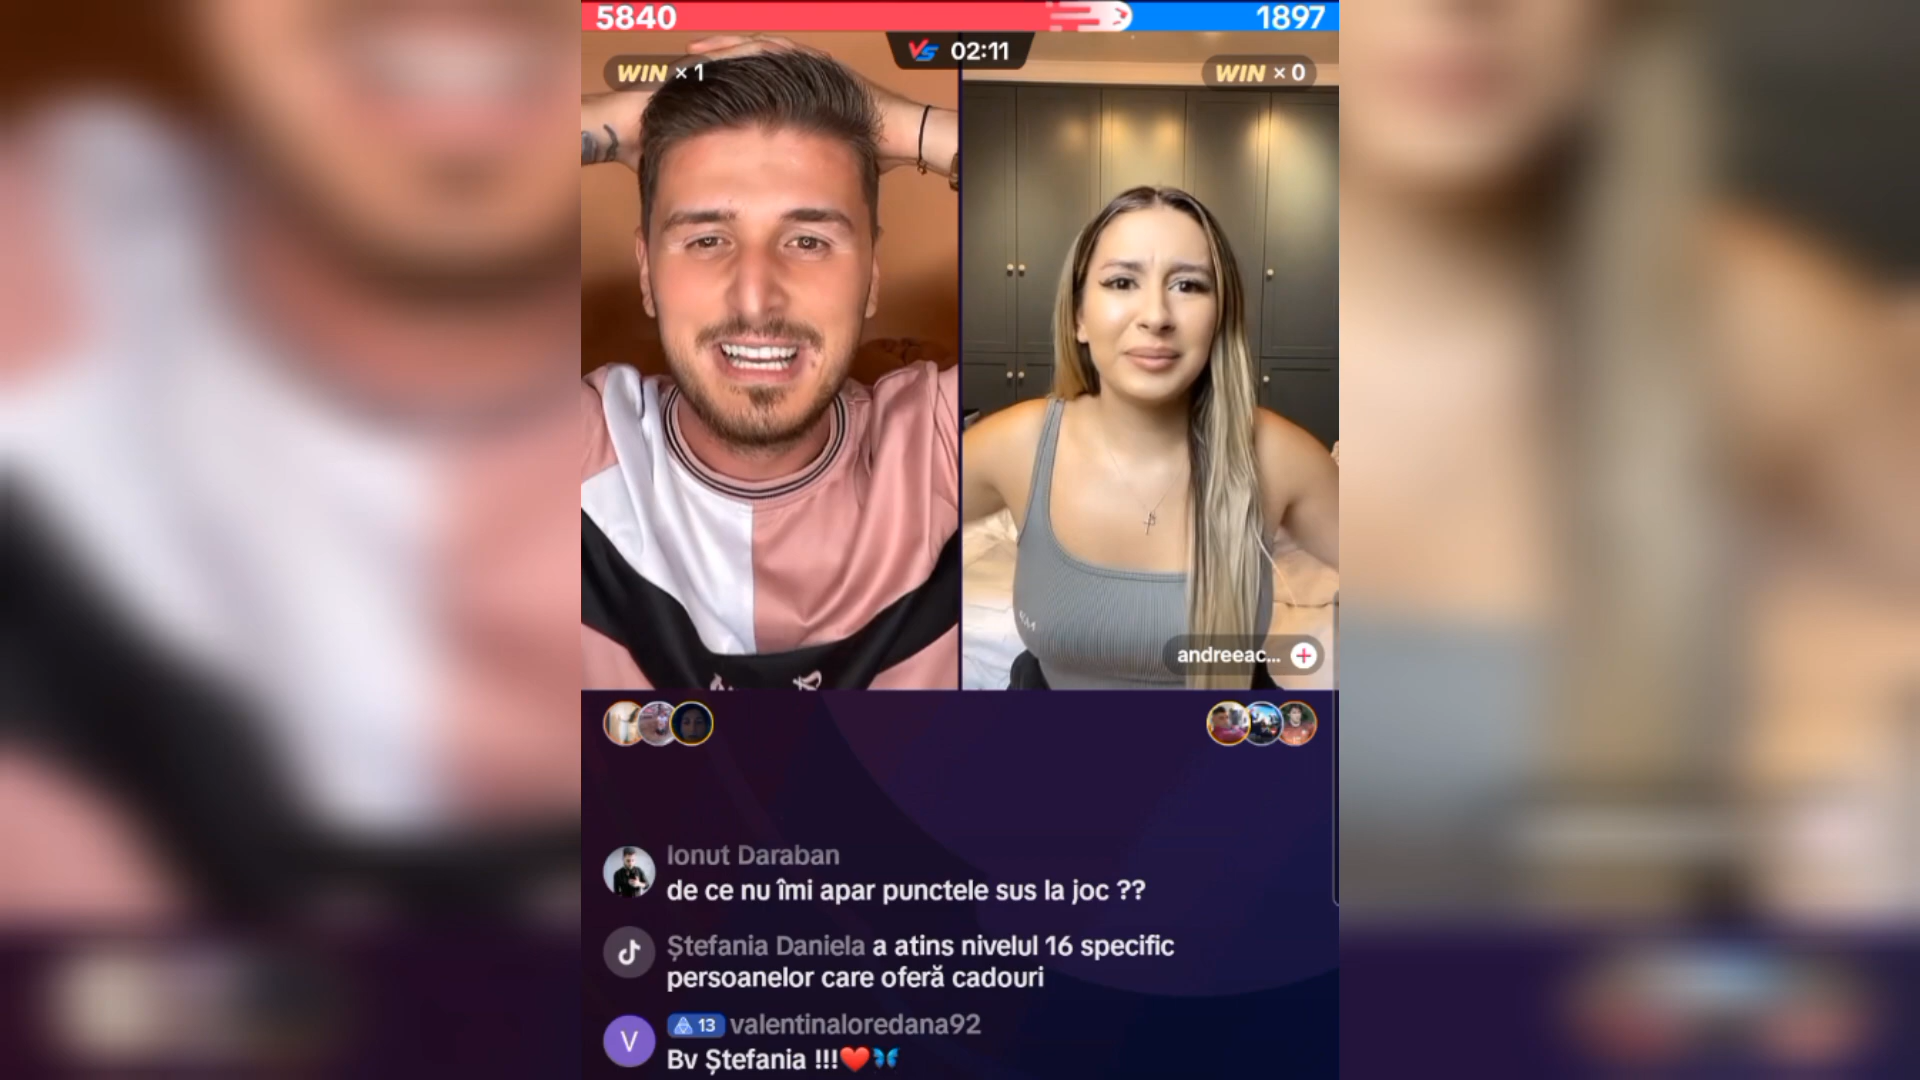 5840
1897
VS 02:11
WIN × 1
WIN × 0
andreeac...
Ionut Daraban
de ce nu îmi apar punctele sus la joc ??
Ștefania Daniela a atins nivelul 16 specific
persoanelor care oferă cadouri
13 valentinaloredana92
V
Bv Ștefania !!!❤️🦋